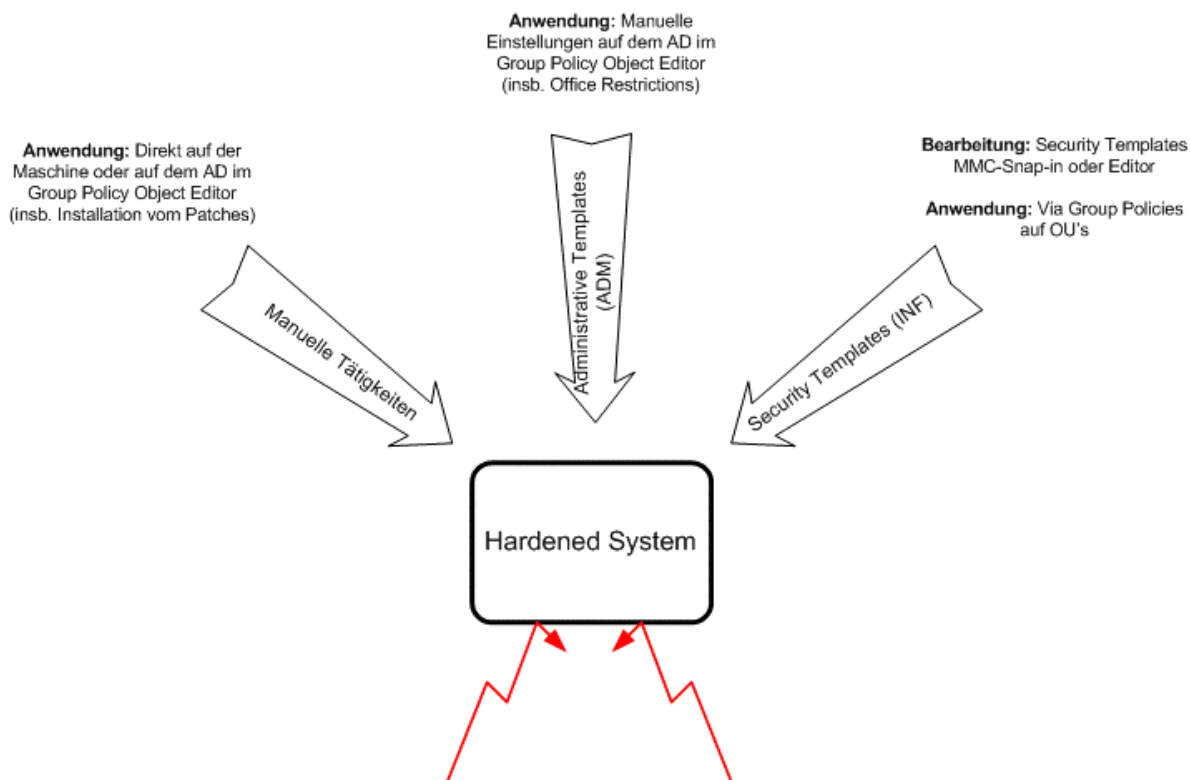 Anwendung: Manuelle
Einstellungen auf dem AD im
Group Policy Object Editor
(insb. Office Restrictions)
Anwendung: Direkt auf der
Maschine oder auf dem AD im
Group Policy Object Editor
(insb. Installation vom Patches)
Bearbeitung: Security Templates
MMC-Snap-in oder Editor
Anwendung: Via Group Policies
auf OU's
Manuelle Tätigkeiten
Administrative Templates
(ADM)
Security Templates (INF)
Hardened System